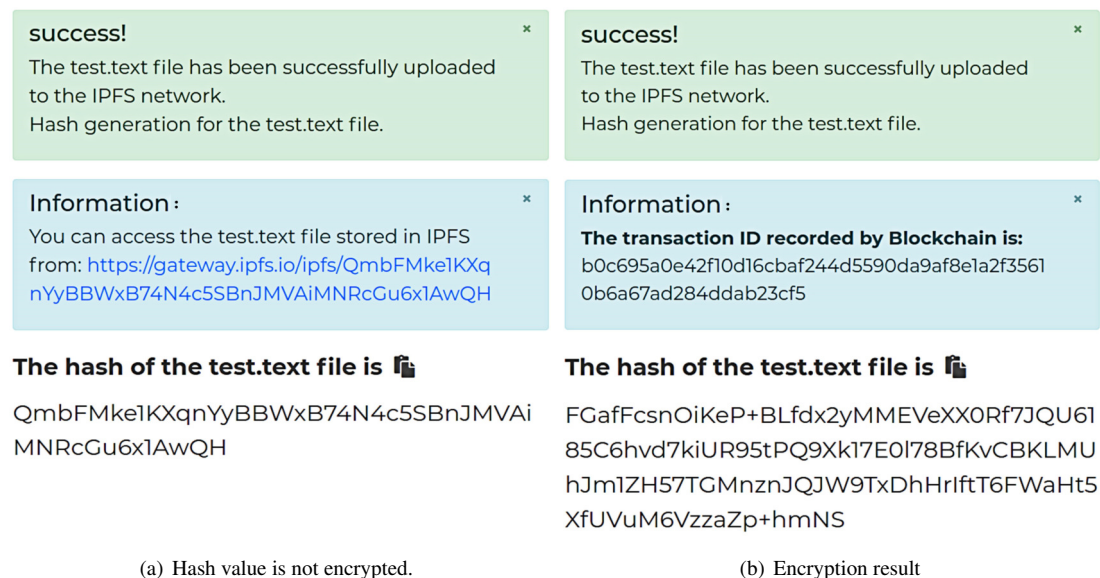 success!
×
The test.text file has been successfully uploaded
to the IPFS network.
Hash generation for the test.text file.
Information:
×
You can access the test.text file stored in IPFS
from: https://gateway.ipfs.io/ipfs/QmbFMke1KXq
nYyBBWxB74N4c5SBnJMVAiMNRcGu6x1AwQH
The hash of the test.text file is
QmbFMke1KXqnYyBBWxB74N4c5SBnJMVAi
MNRcGu6x1AwQH
(a) Hash value is not encrypted.
success!
×
The test.text file has been successfully uploaded
to the IPFS network.
Hash generation for the test.text file.
Information:
×
The transaction ID recorded by Blockchain is:
b0c695a0e42f10d16cbaf244d5590da9af8e1a2f3561
0b6a67ad284ddab23cf5
The hash of the test.text file is
FGafFcsnOiKeP+BLfdx2yMMEVeXX0Rf7JQU61
85C6hvd7kiUR95tPQ9Xk17E0l78BfKvCBKLMU
hJm1ZH57TGMnznJQJW9TxDhHrIftT6FWaHt5
XfUVuM6VzzaZp+hmNS
(b) Encryption result